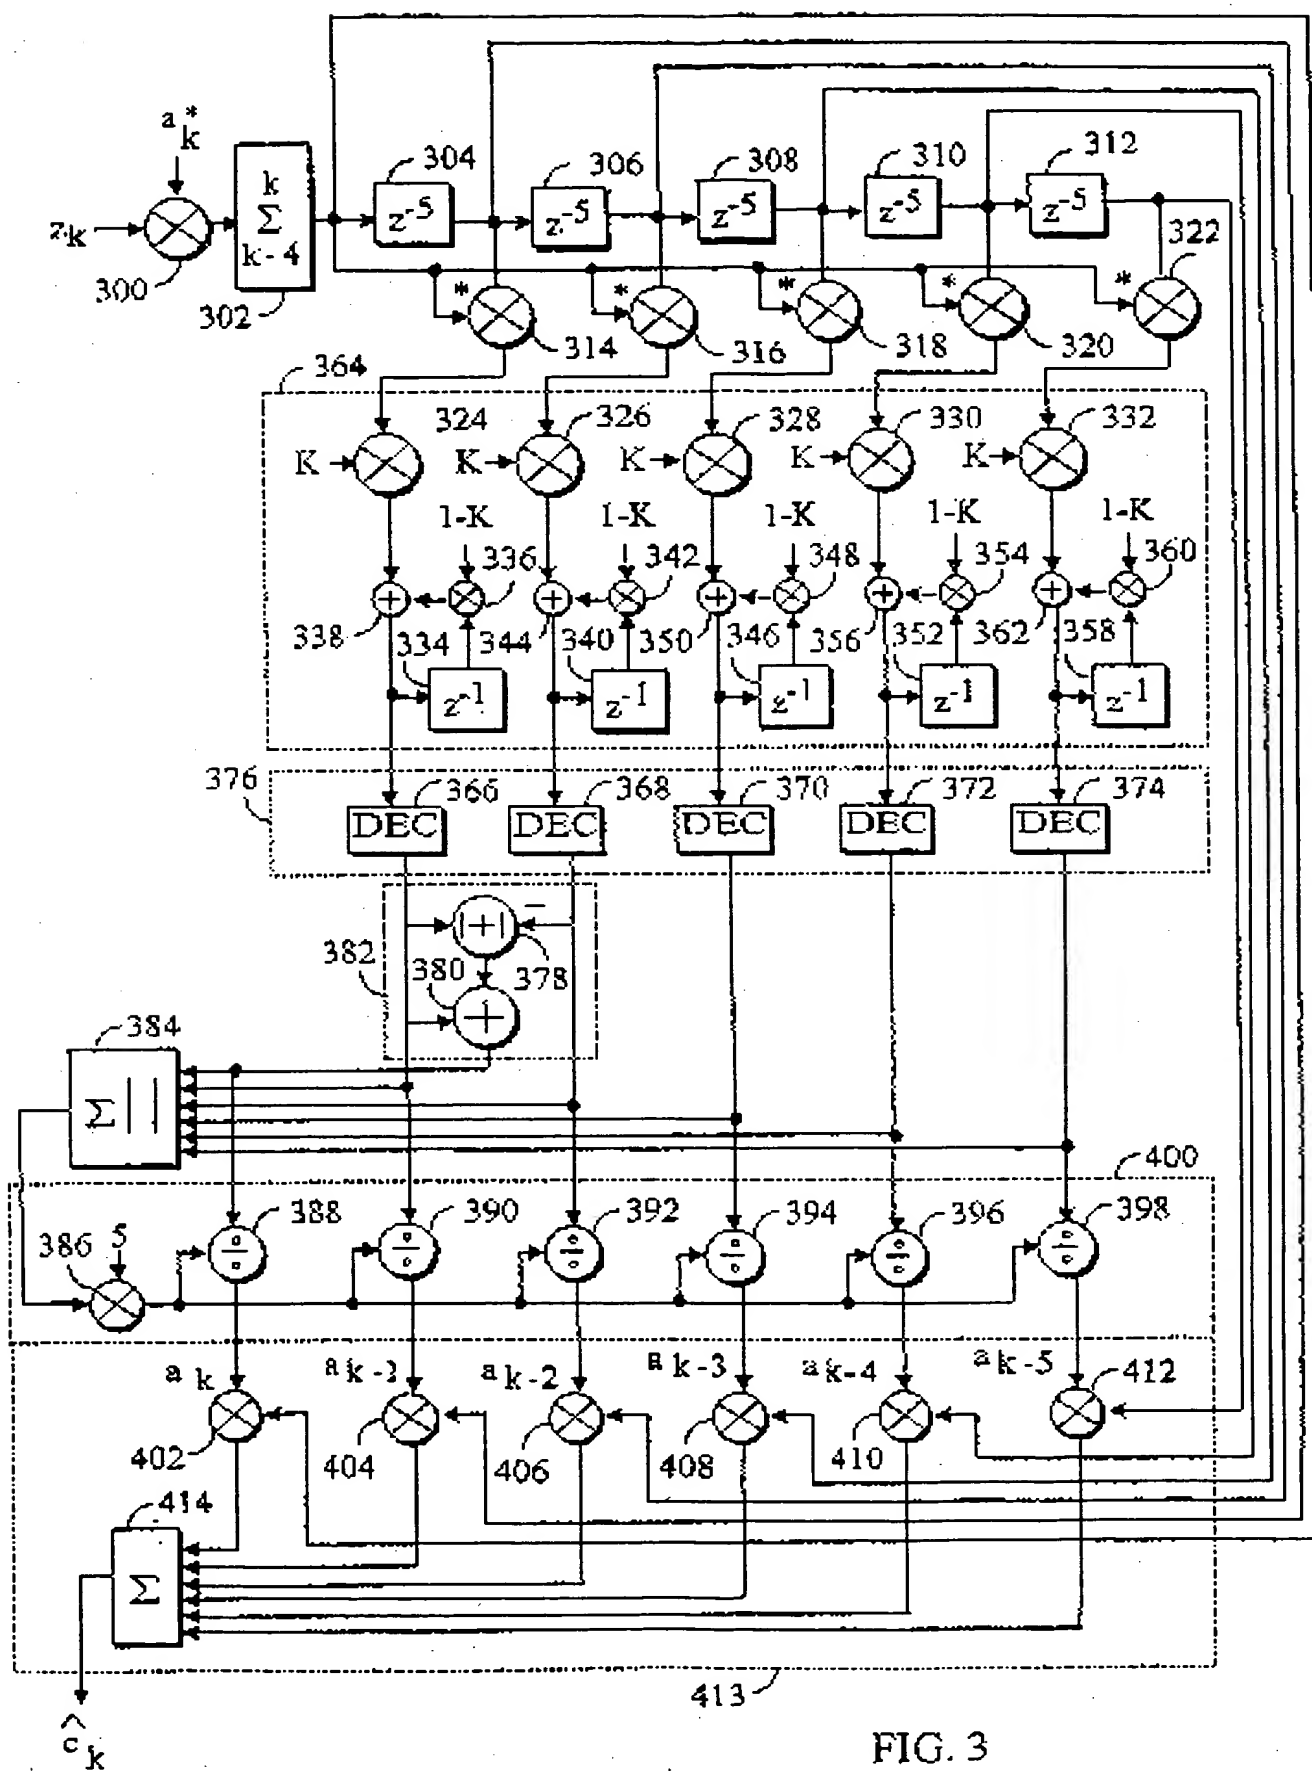 a*k
304
306
308
310
312
k
Σ
k-4
z-5
z-5
z-5
z-5
z-5
zk
322
300
302
*
*
*
*
*
314
316
318
320
364
324
326
328
330
332
K
K
K
K
K
1-K
1-K
1-K
1-K
1-K
336
342
348
354
360
+
+
+
+
+
338
334
344
340
350
346
356
352
362
358
z-1
z-1
z-1
z-1
z-1
376
366
368
370
372
374
DEC
DEC
DEC
DEC
DEC
|+|
−
382
380
378
+
384
Σ||
400
388
390
392
394
396
398
386
5
÷
÷
÷
÷
÷
÷
ak
ak-1
ak-2
ak-3
ak-4
ak-5
412
402
404
406
408
410
414
Σ
413
ĉk
FIG. 3